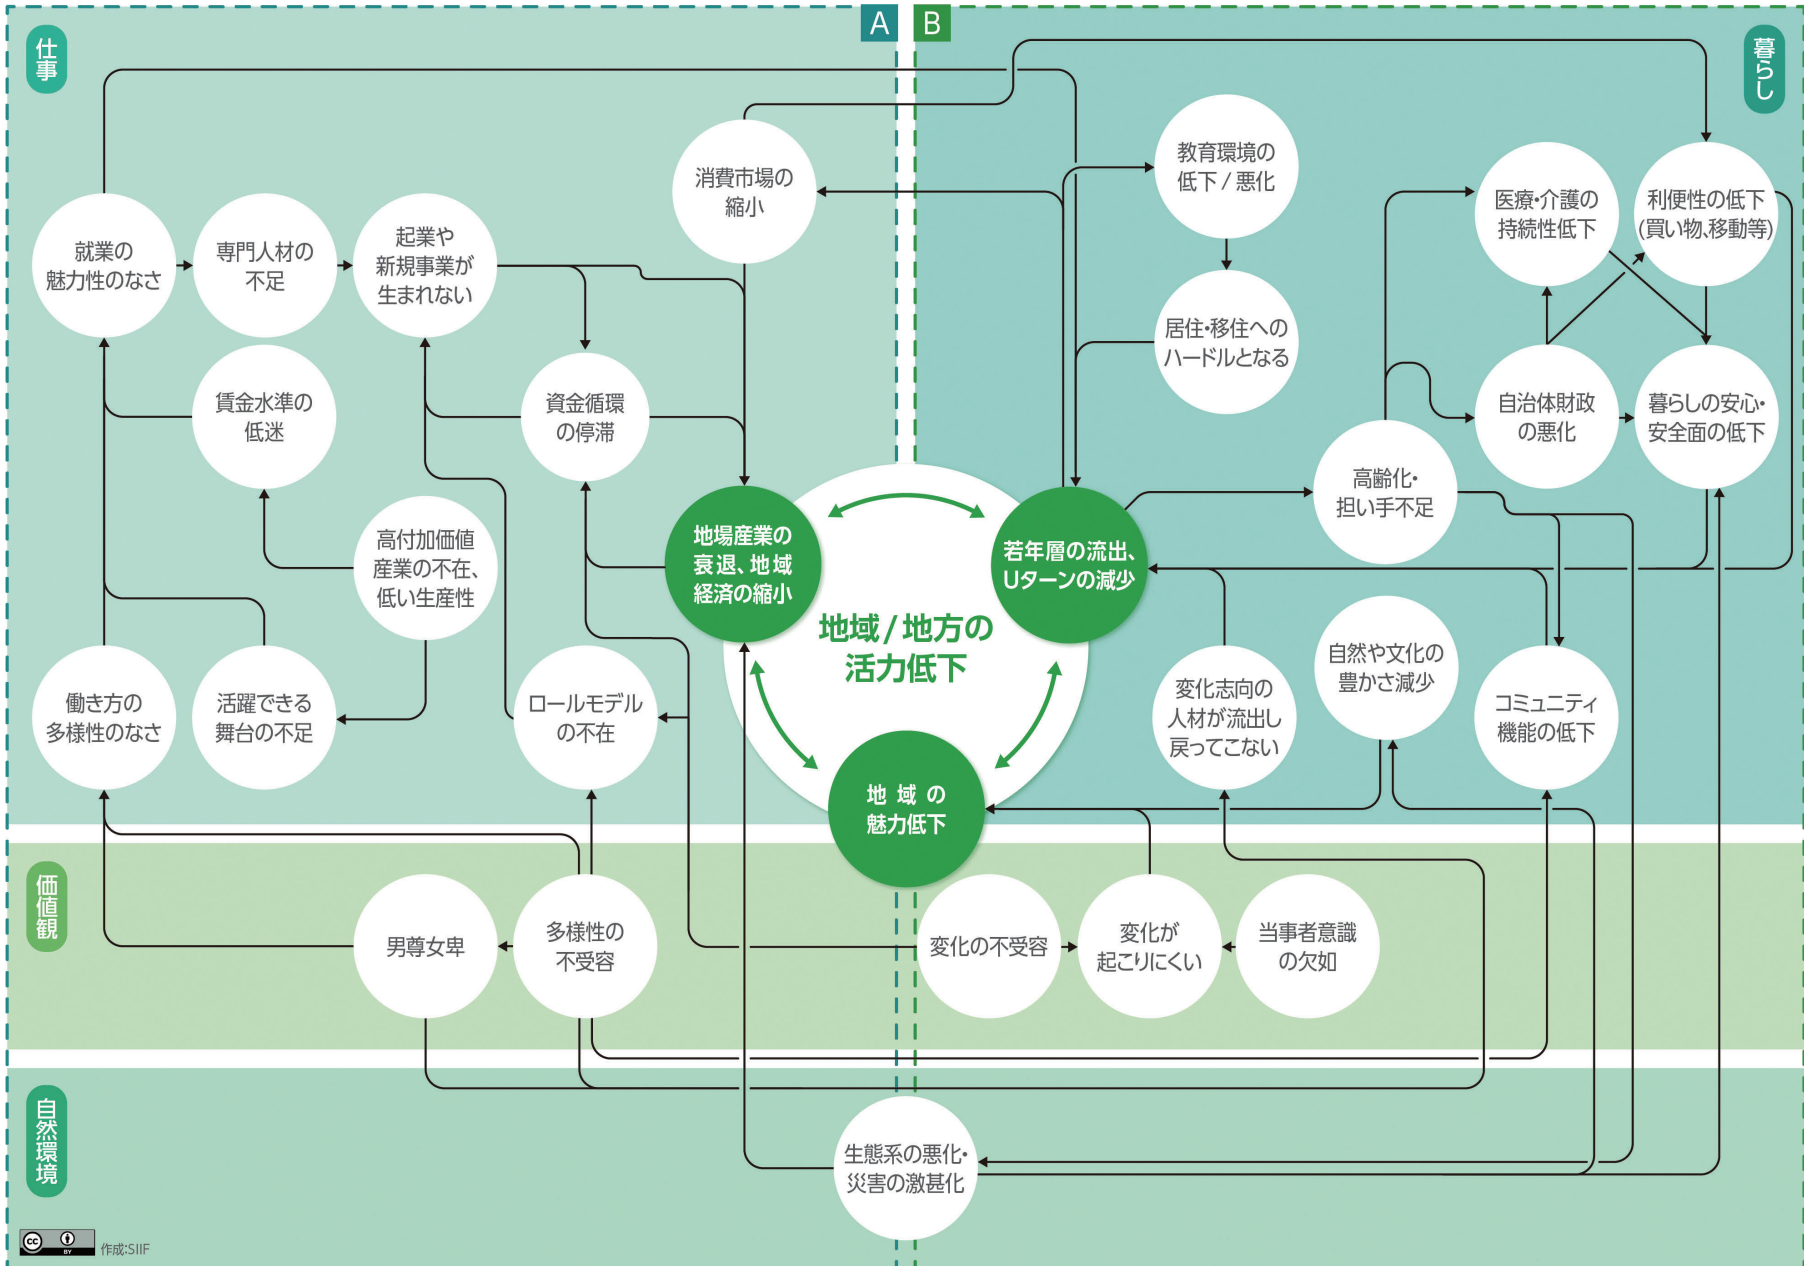 A
B
仕事
暮らし
消費市場の
縮小
教育環境の
低下/悪化
医療・介護の
持続性低下
利便性の低下
(買い物、移動等)
就業の
魅力性のなさ
専門人材の
不足
起業や
新規事業が
生まれない
居住・移住への
ハードルとなる
賃金水準の
低迷
資金循環
の停滞
自治体財政
の悪化
暮らしの安心・
安全面の低下
高齢化・
担い手不足
高付加価値
産業の不在、
低い生産性
地場産業の
衰退、地域
経済の縮小
若年層の流出、
Uターンの減少
地域/地方の
活力低下
働き方の
多様性のなさ
活躍できる
舞台の不足
ロールモデル
の不在
変化志向の
人材が流出し
戻ってこない
自然や文化の
豊かさ減少
コミュニティ
機能の低下
地域の
魅力低下
価値観
男尊女卑
多様性の
不受容
変化の不受容
変化が
起こりにくい
当事者意識
の欠如
自然環境
生態系の悪化・
災害の激甚化
cc
BY
作成:SIIF